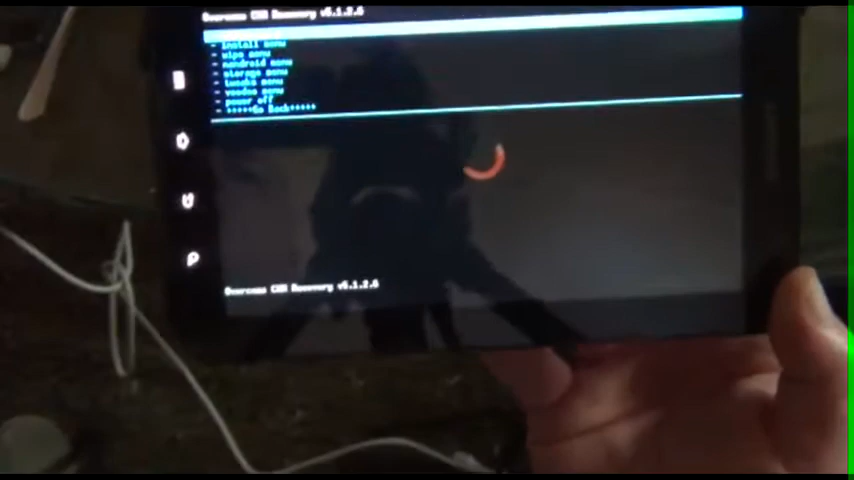 Overcome CWM Recovery v5.1.2.6
- install menu
- wipe menu
- nandroid menu
- storage menu
- tweaks menu
- voodoo menu
- power off
- *****Go Back*****
Overcome CWM Recovery v5.1.2.6